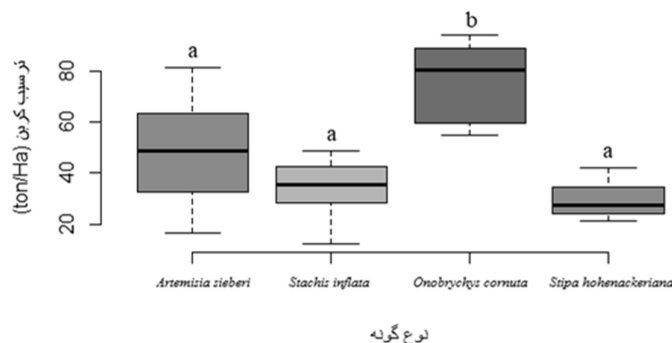 b
a
a
a
ترسیب کربن (ton/Ha)
80
60
40
20
Artemisia sieberi Stachis inflata Onobrychys cornuta Stipa hohenackeriana
نوع گونه